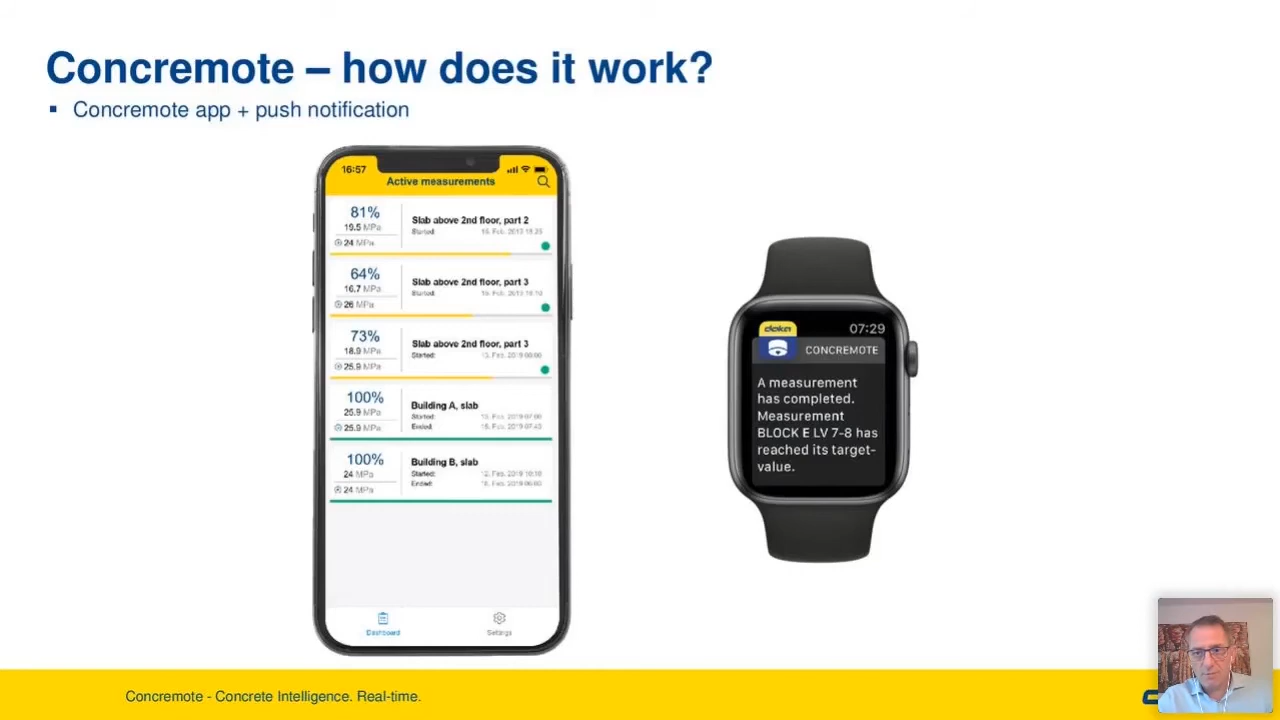 Concremote – how does it work?
▪ Concremote app + push notification
16:57
Active measurements
81%
19.5 MPa
24 MPa
Slab above 2nd floor, part 2
Started:
64%
16.7 MPa
26 MPa
Slab above 2nd floor, part 3
Started:
73%
18.9 MPa
25.9 MPa
Slab above 2nd floor, part 3
Started:
100%
25.9 MPa
25.9 MPa
Building A, slab
Started:
Ended:
100%
24 MPa
24 MPa
Building B, slab
Started:
Ended:
Dashboard
Settings
doka
07:29
CONCREMOTE
A measurement
has completed.
Measurement
BLOCK E LV 7-8 has
reached its target-
value.
Concremote - Concrete Intelligence. Real-time.